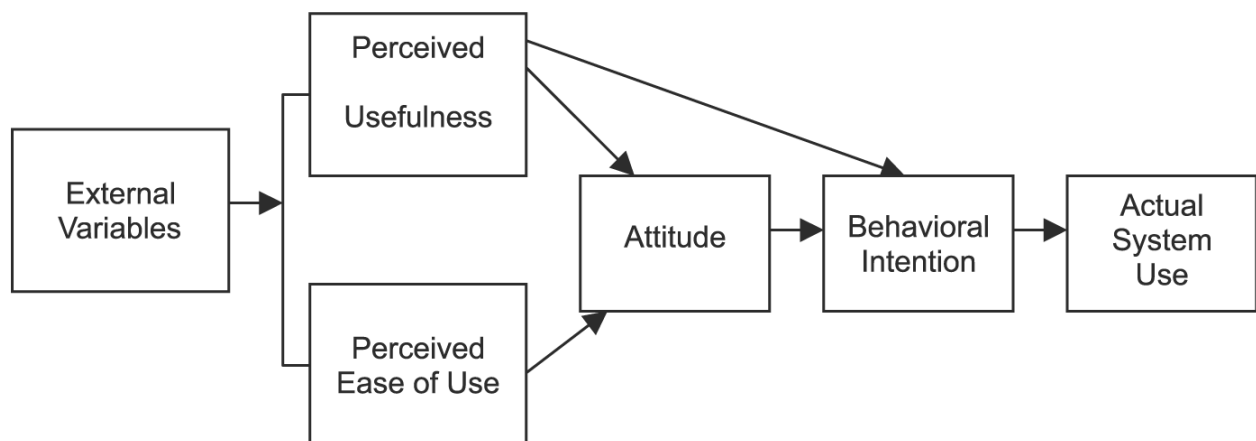 Perceived
Usefulness
External
Variables
Attitude
Behavioral
Intention
Actual
System
Use
Perceived
Ease of Use